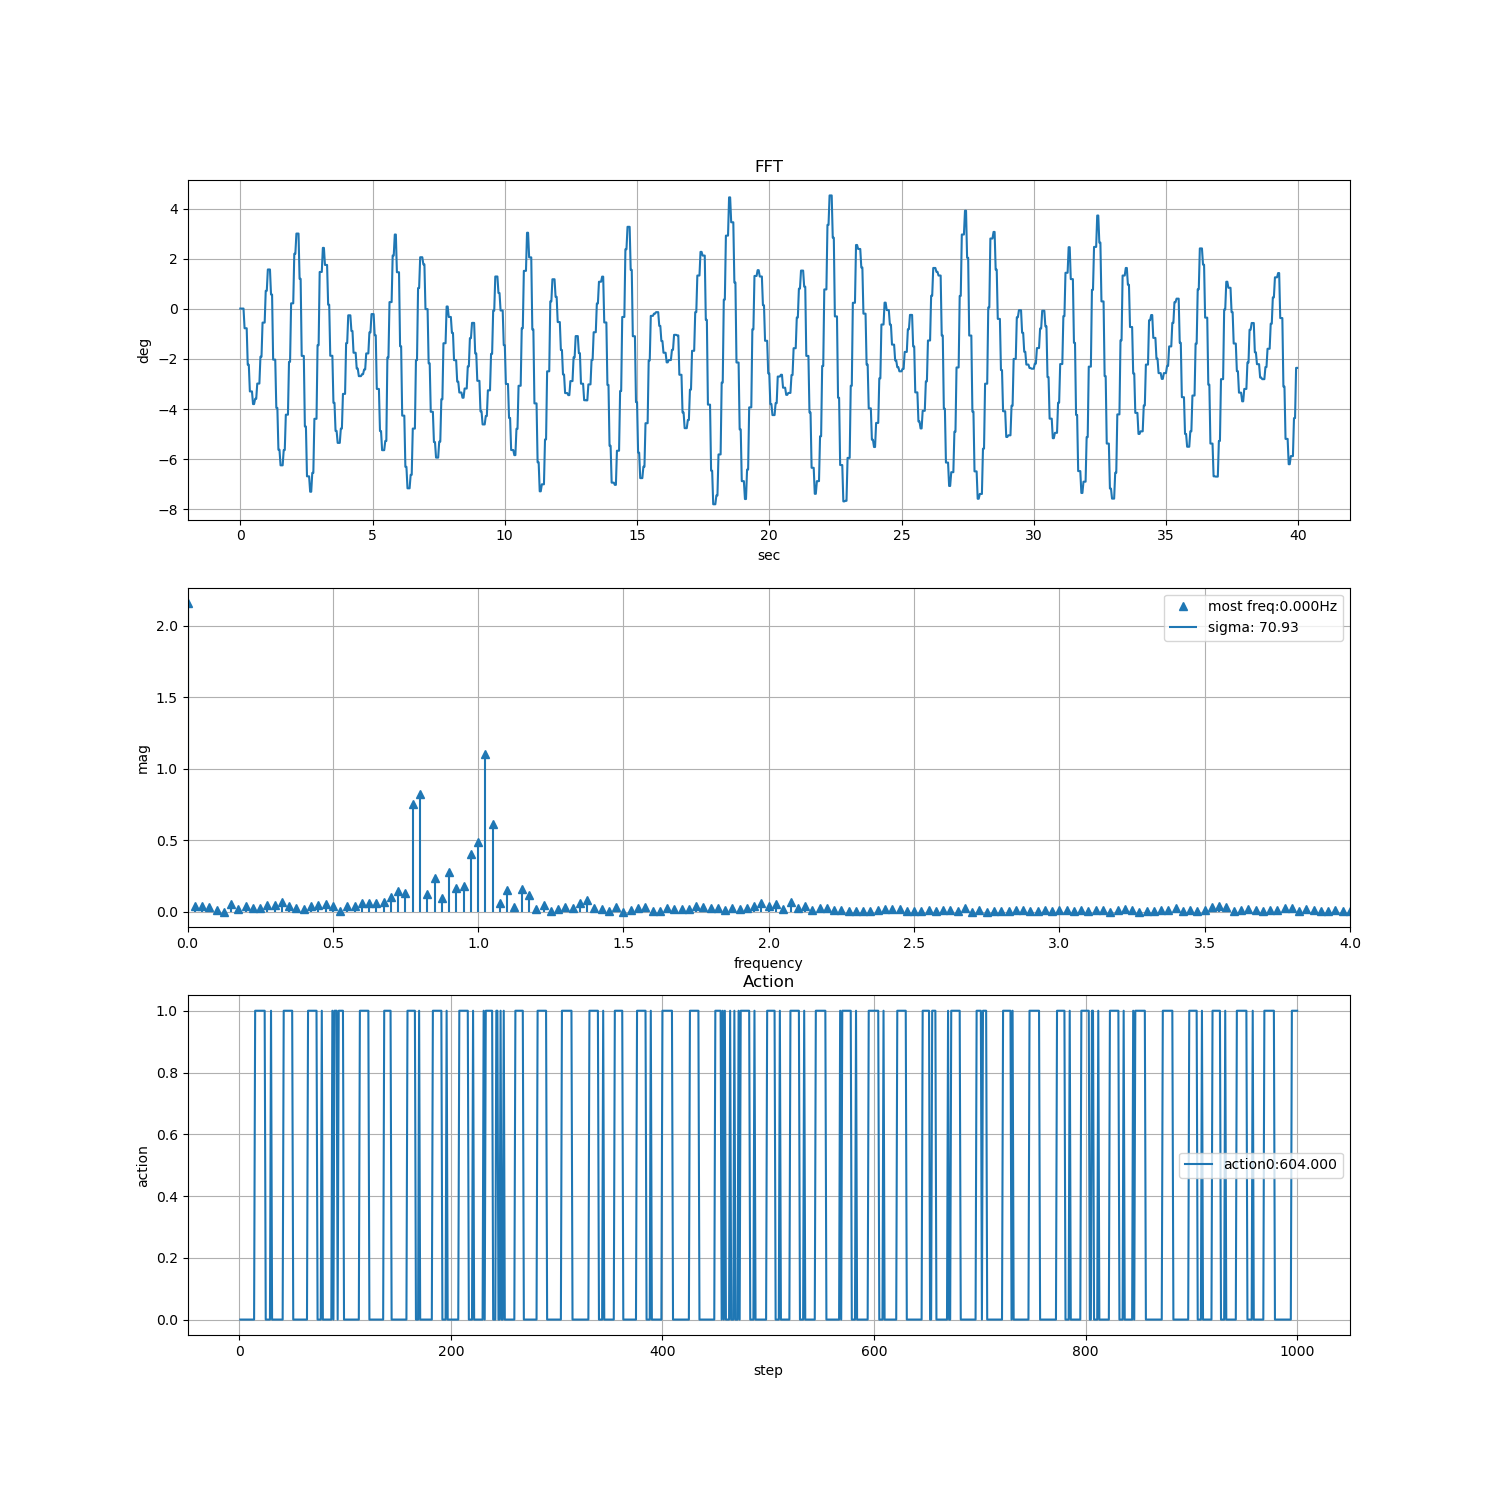 FFT
4
2
0
−2
−4
−6
−8
deg
0 5 10 15 20 25 30 35 40
sec
most freq:0.000Hz
sigma: 70.93
2.0
1.5
1.0
0.5
0.0
mag
0.0 0.5 1.0 1.5 2.0 2.5 3.0 3.5 4.0
frequency
Action
1.0
0.8
0.6
0.4
0.2
0.0
action
action0:604.000
0 200 400 600 800 1000
step